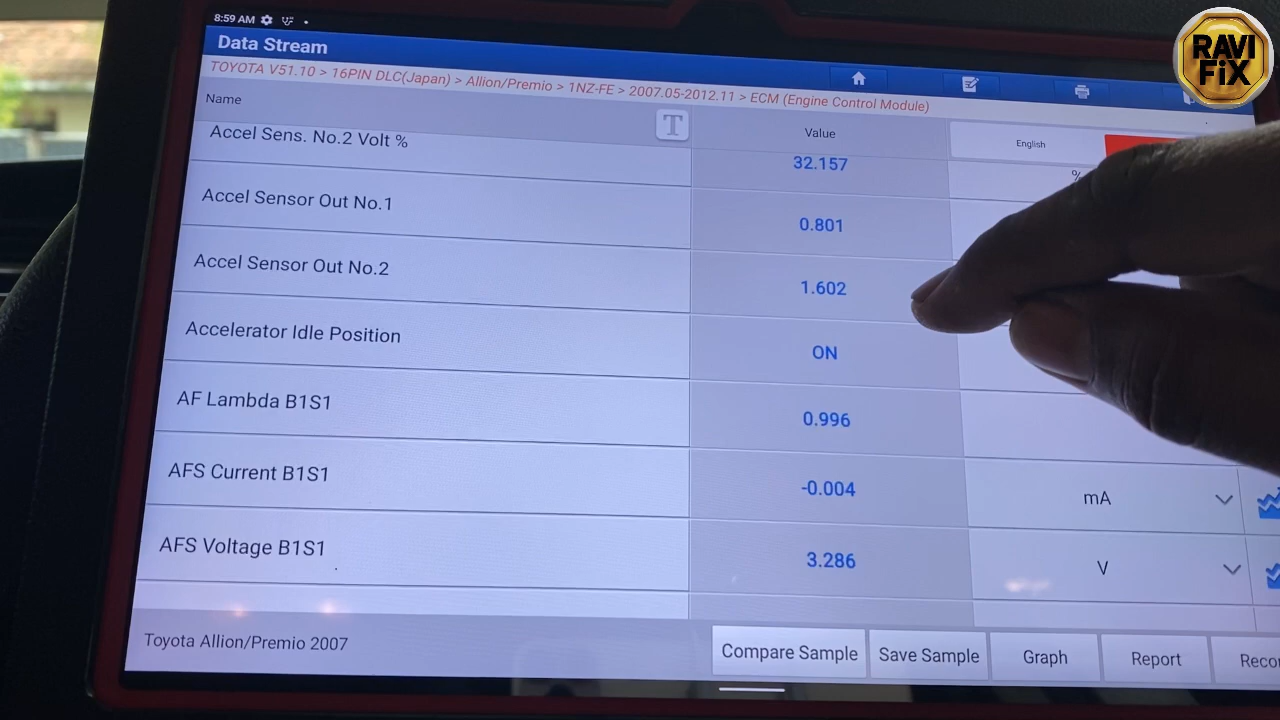 8:59 AM
RAVI
FiX
Data Stream
TOYOTA V51.10 > 16PIN DLC(Japan) > Allion/Premio > 1NZ-FE > 2007.05-2012.11 > ECM (Engine Control Module)
Name
T
Value
English
Accel Sens. No.2 Volt %
32.157
%
Accel Sensor Out No.1
0.801
Accel Sensor Out No.2
1.602
Accelerator Idle Position
ON
AF Lambda B1S1
0.996
AFS Current B1S1
-0.004
mA
AFS Voltage B1S1
3.286
V
Toyota Allion/Premio 2007
Compare Sample
Save Sample
Graph
Report
Reco